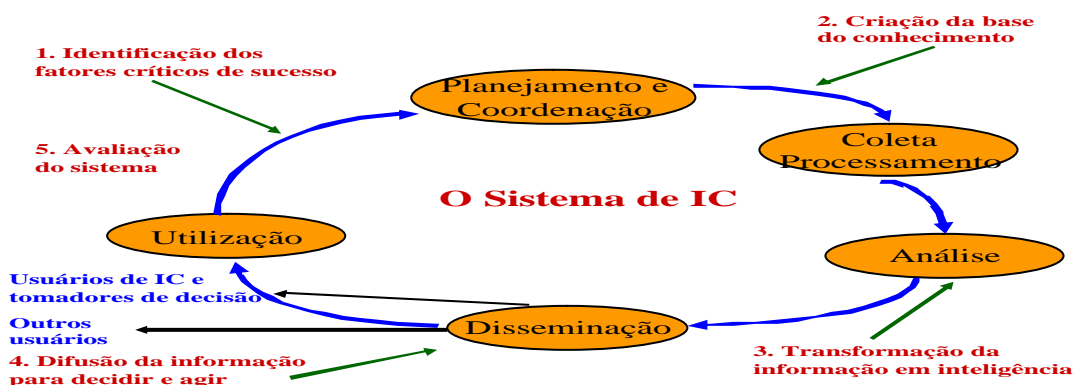 2. Criação da base
do conhecimento
1. Identificação dos
fatores críticos de sucesso
Planejamento e
Coordenação
Coleta
Processamento
5. Avaliação
do sistema
O Sistema de IC
Utilização
Análise
Usuários de IC e
tomadores de decisão
Outros
usuários
Disseminação
4. Difusão da informação
para decidir e agir
3. Transformação da
informação em inteligência